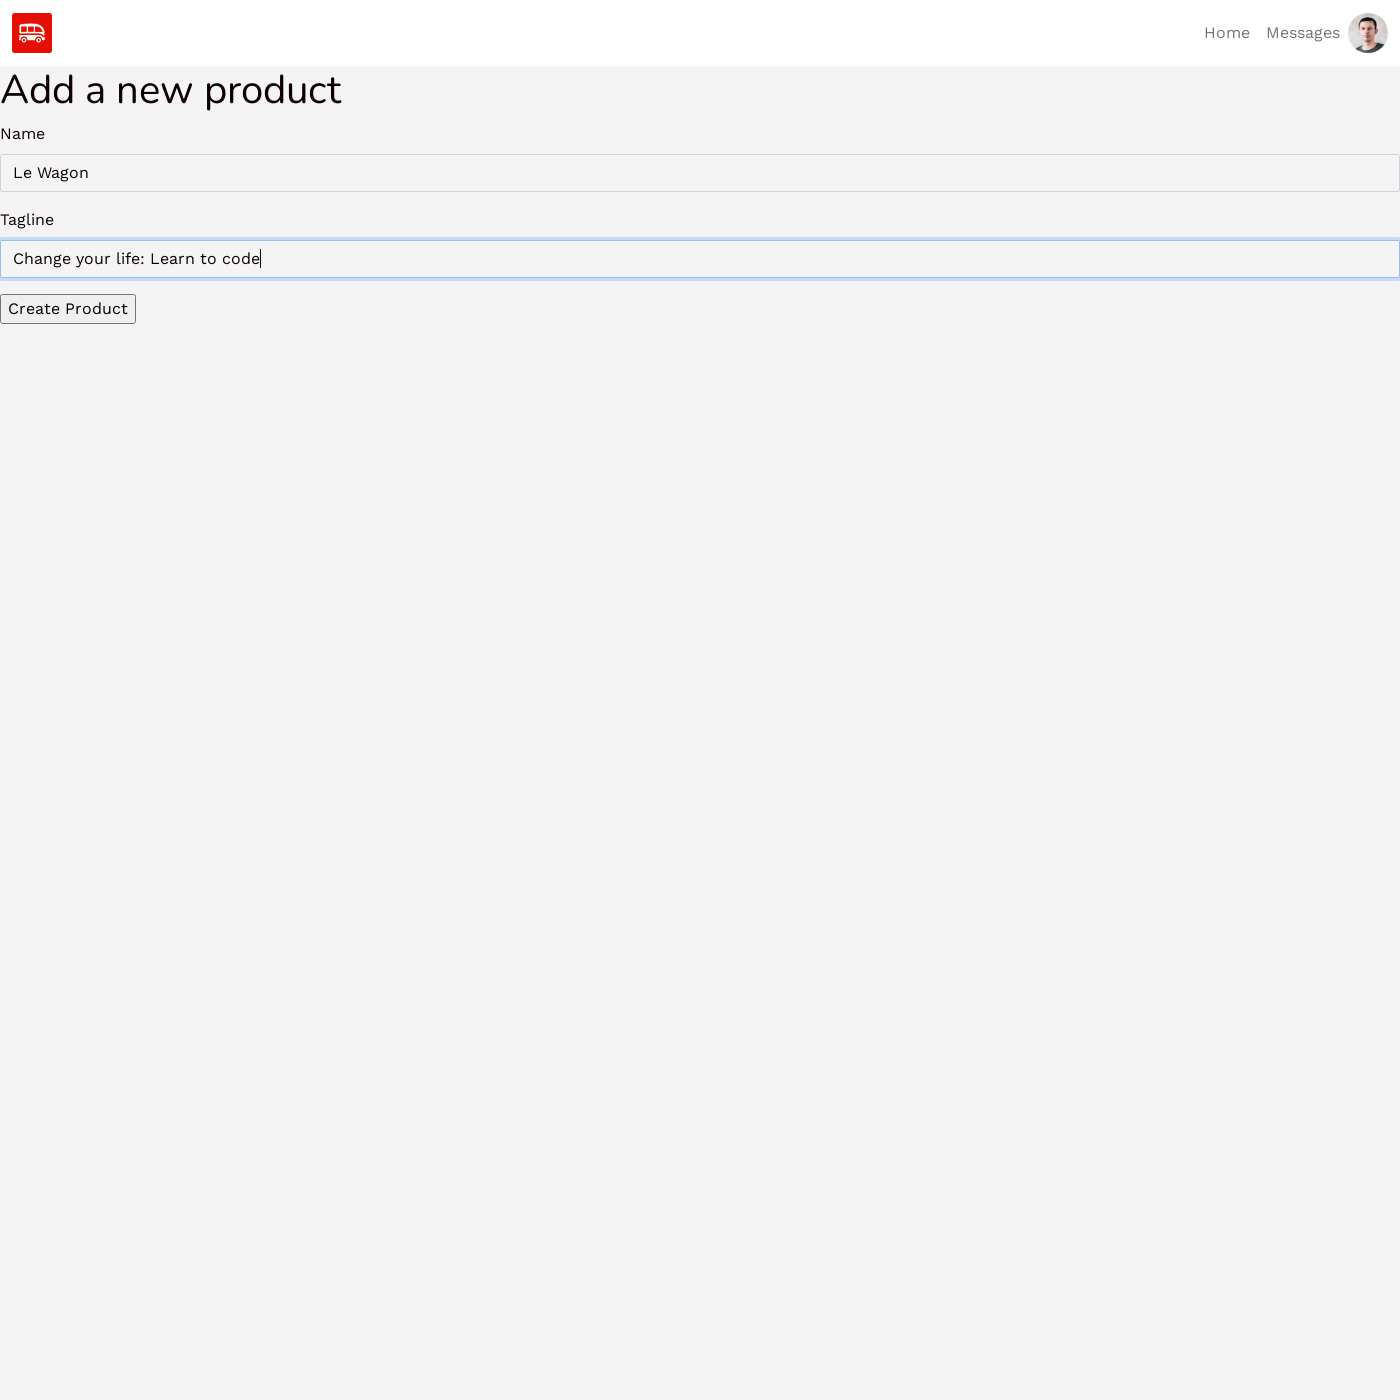 Home Messages
Add a new product
Name
Le Wagon
Tagline
Change your life: Learn to code
Create Product